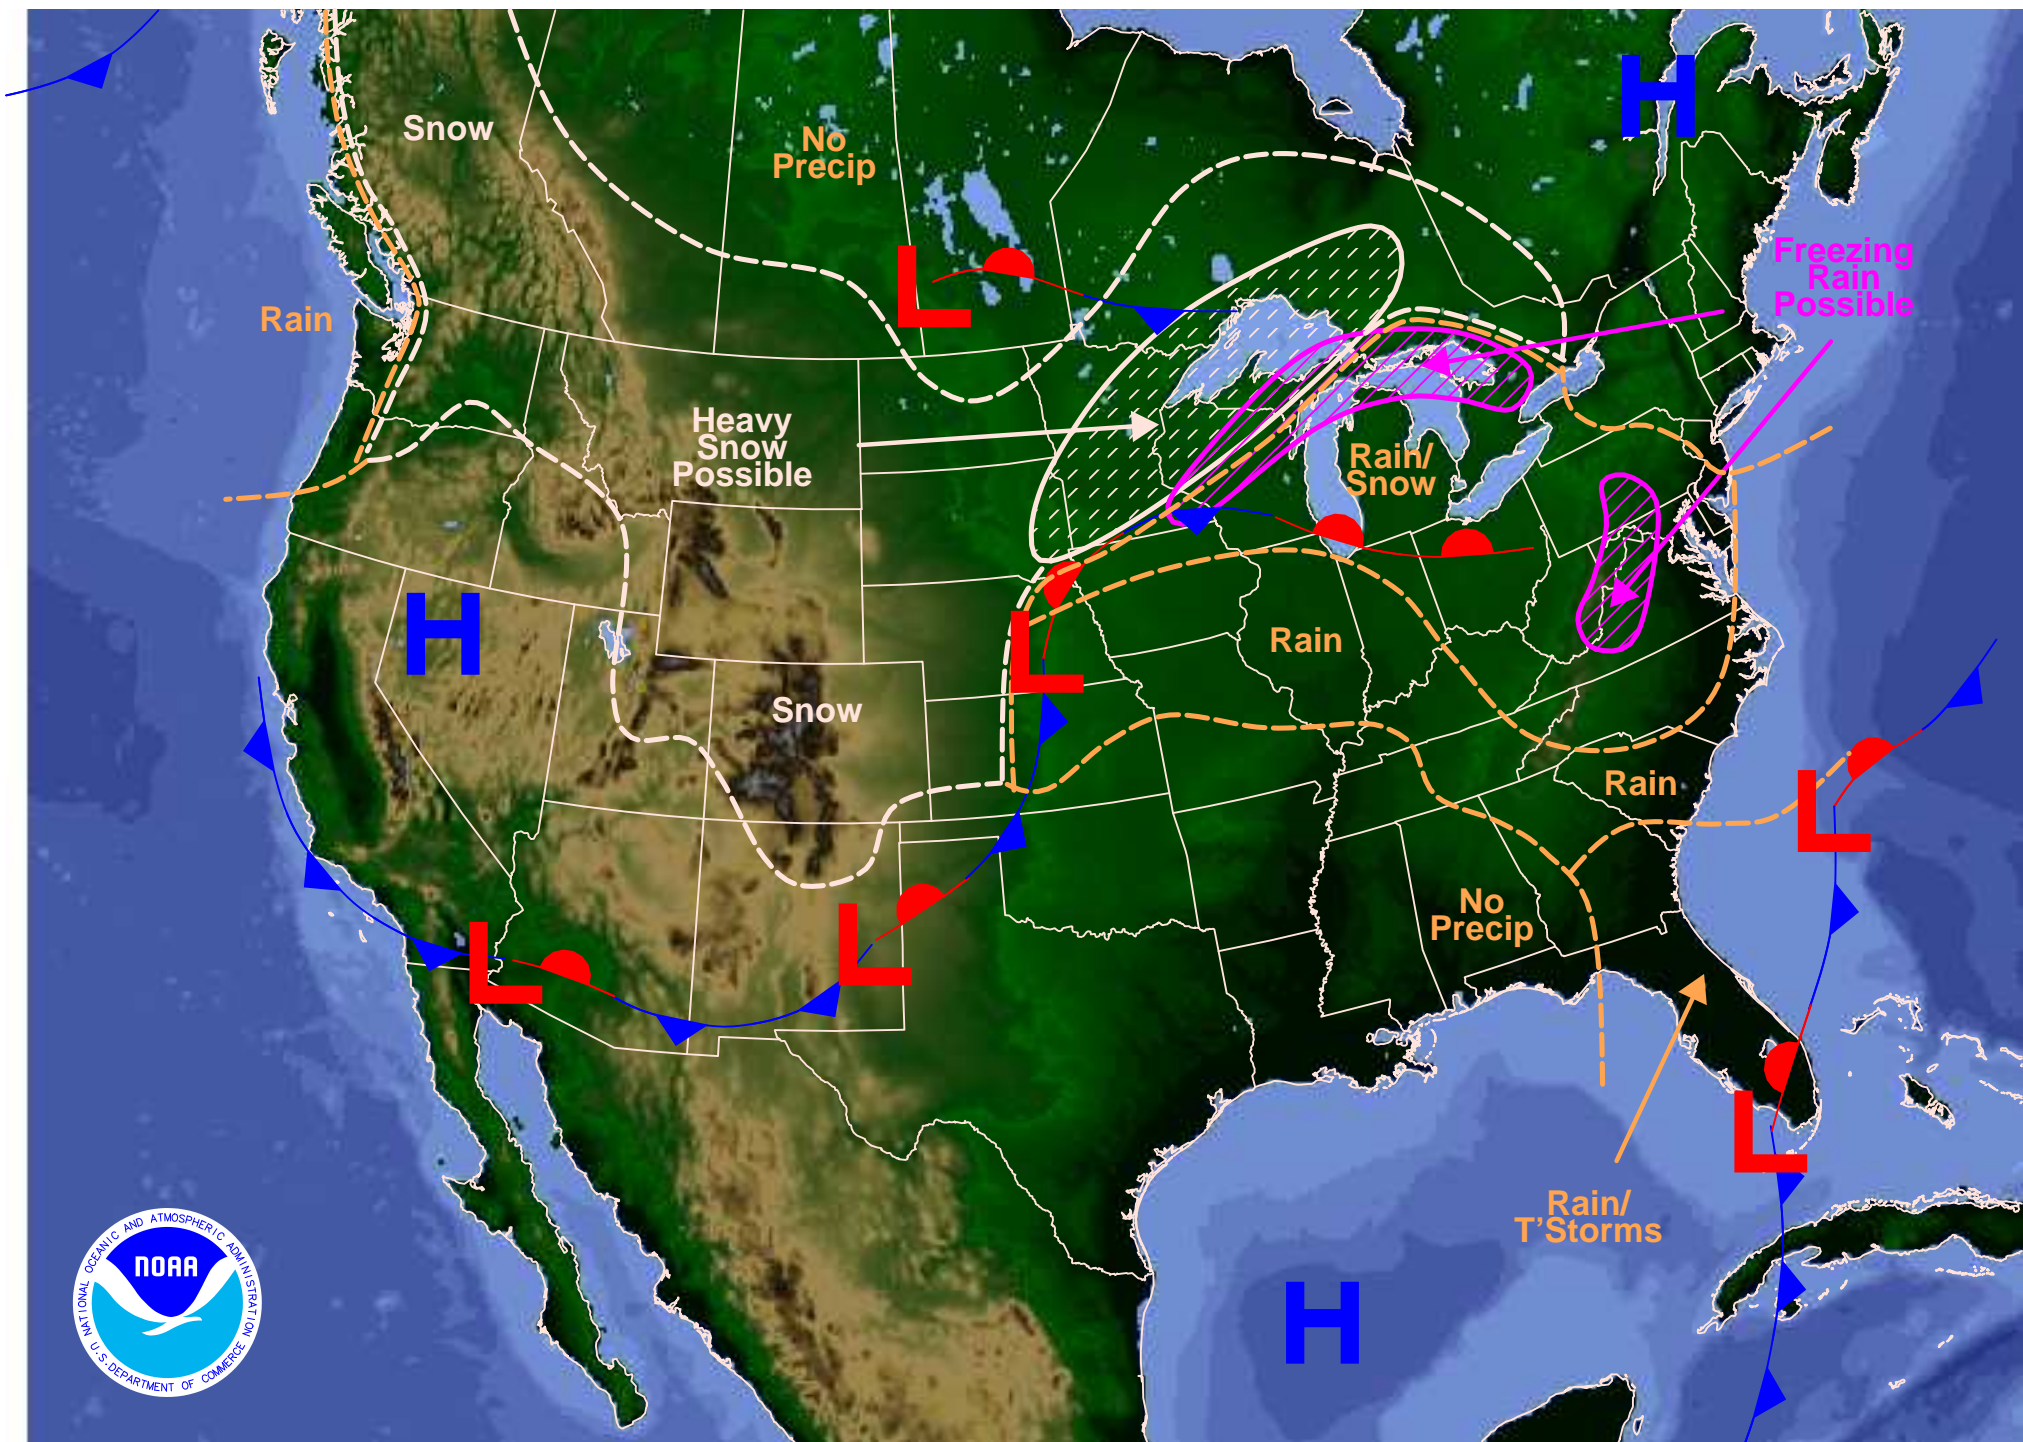 H
Snow
No
Precip
Freezing
Rain
Possible
L
Rain
Heavy
Snow
Possible
Rain/
Snow
H
L
Rain
Snow
Rain
L
No
Precip
L
L
L
Rain/
T'Storms
H
NATIONAL OCEANIC AND ATMOSPHERIC ADMINISTRATION
NOAA
U.S. DEPARTMENT OF COMMERCE